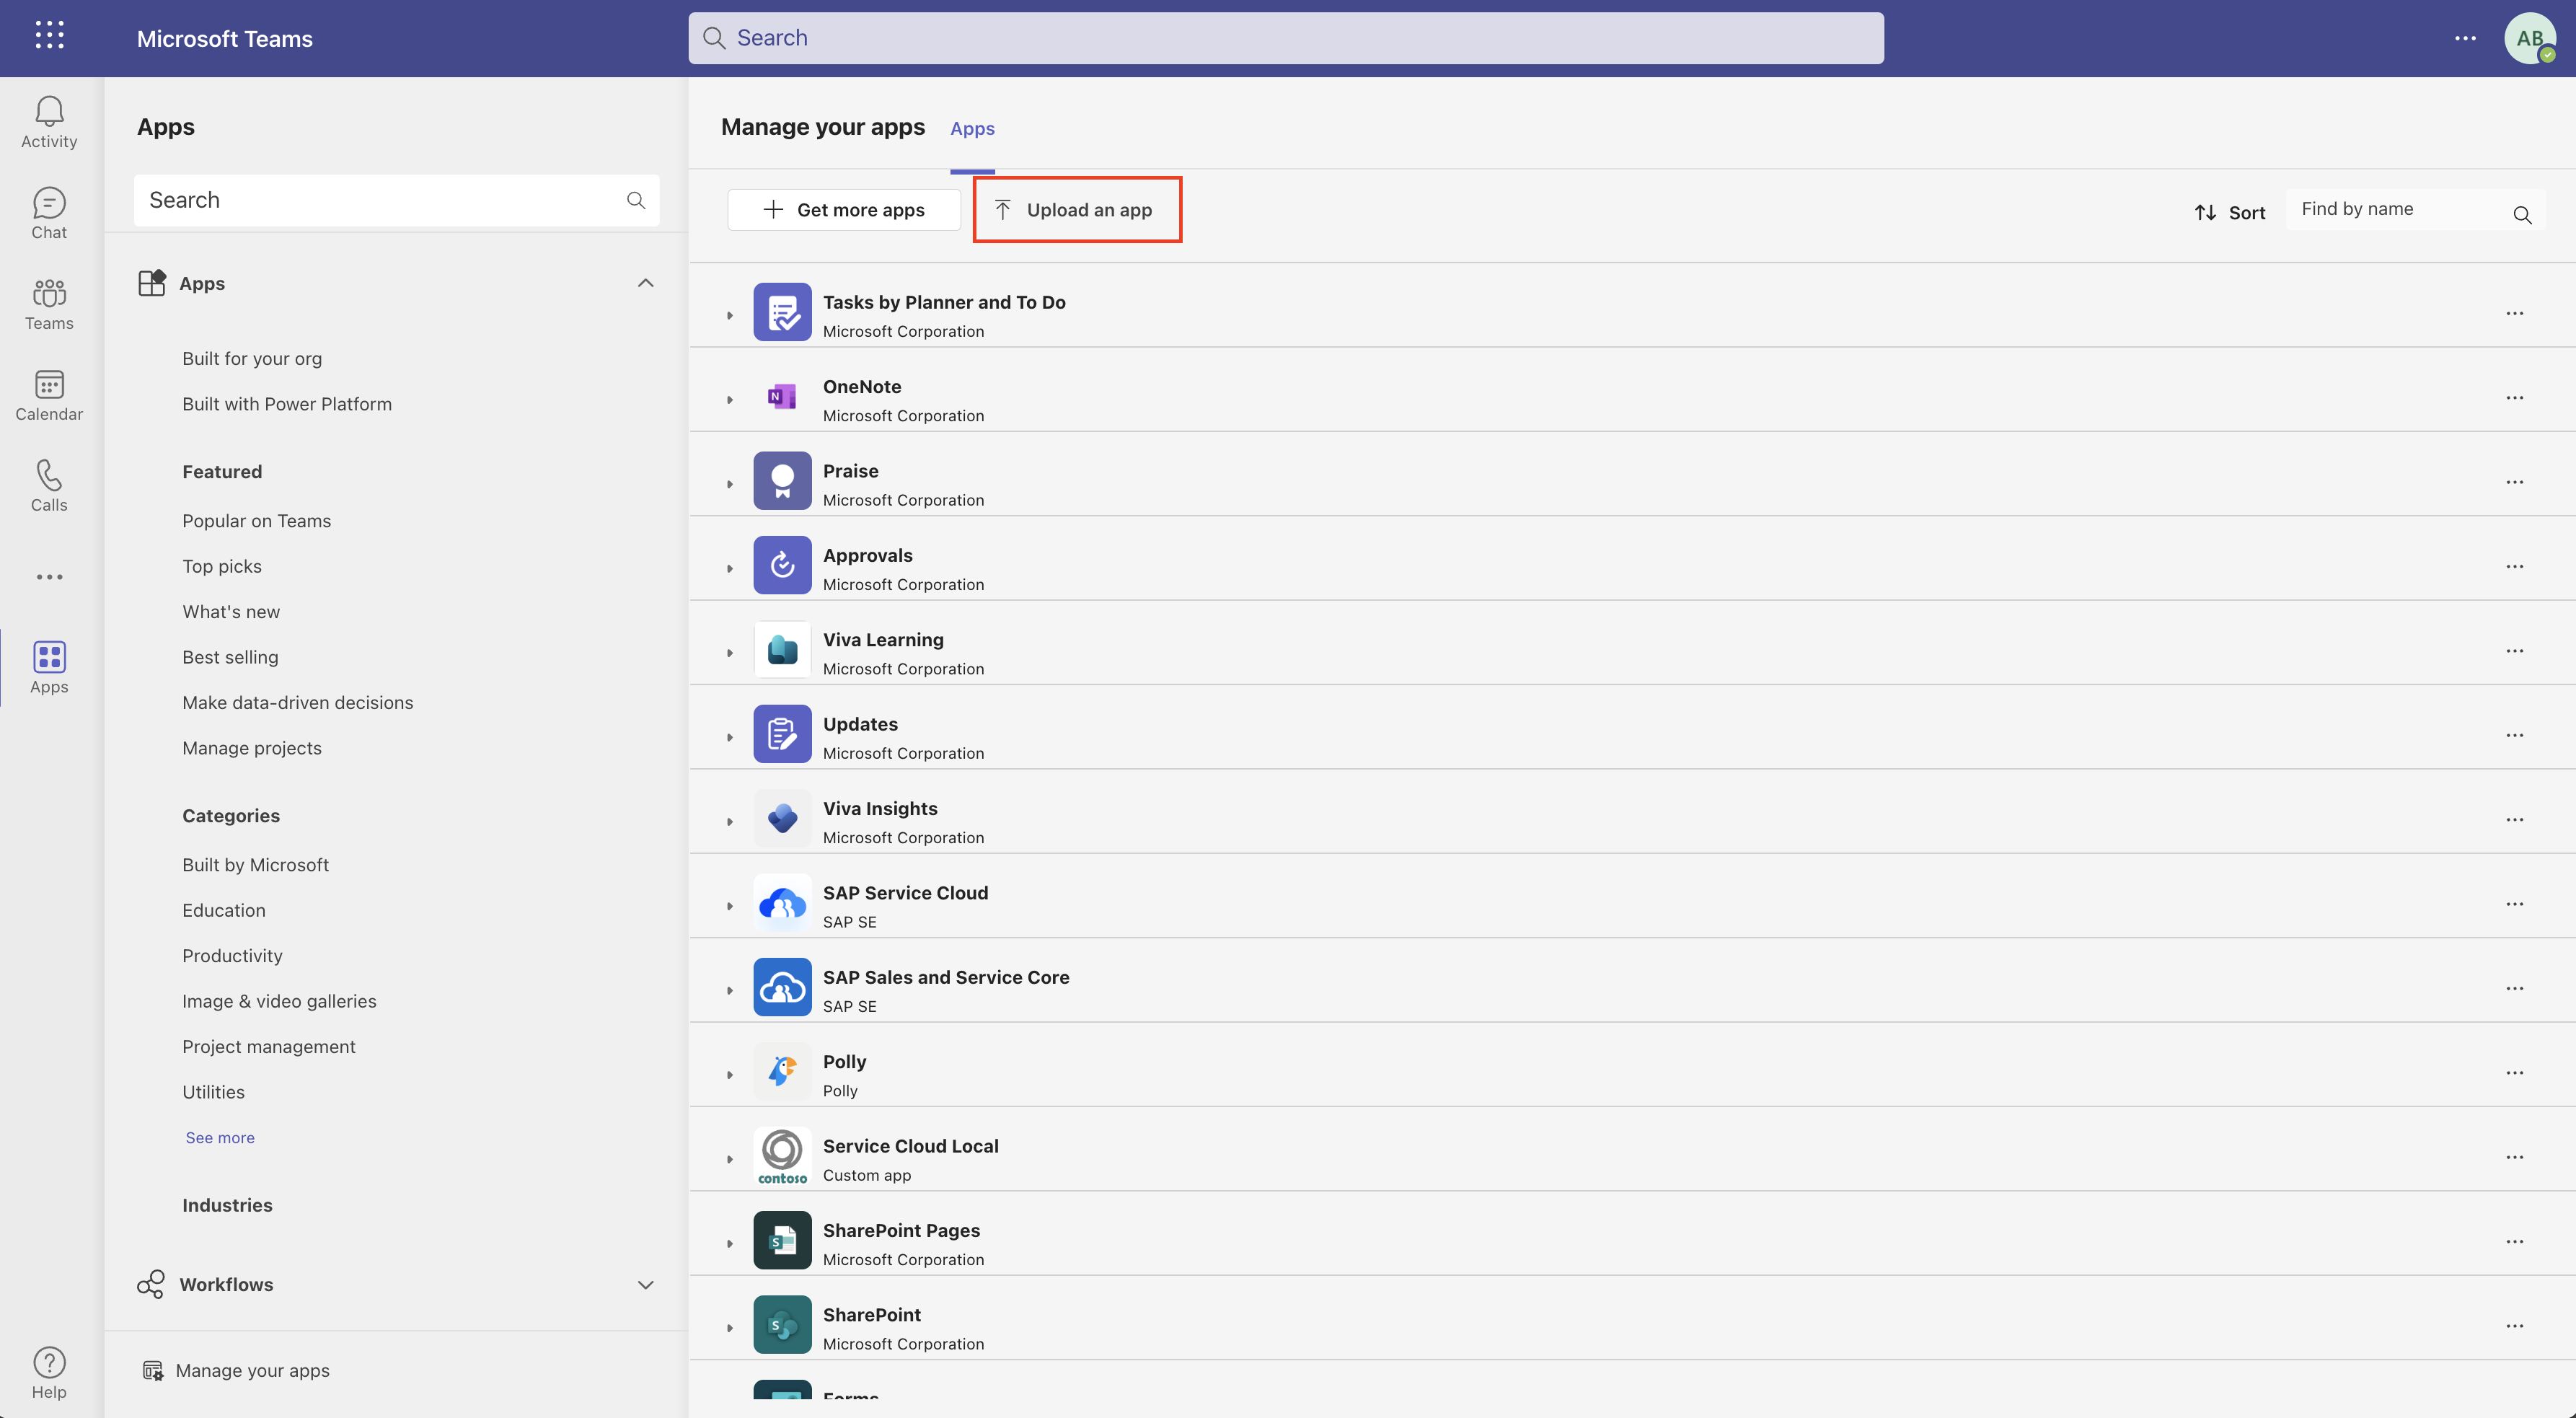 Microsoft Teams
Search
AB
Activity
Chat
Teams
Calendar
Calls
Apps
Help
Apps
Search
Apps
Built for your org
Built with Power Platform
Featured
Popular on Teams
Top picks
What's new
Best selling
Make data-driven decisions
Manage projects
Categories
Built by Microsoft
Education
Productivity
Image & video galleries
Project management
Utilities
See more
Industries
Workflows
Manage your apps
Manage your apps Apps
Get more apps Upload an app Sort Find by name
Tasks by Planner and To Do
Microsoft Corporation
N
OneNote
Microsoft Corporation
Praise
Microsoft Corporation
Approvals
Microsoft Corporation
Viva Learning
Microsoft Corporation
Updates
Microsoft Corporation
Viva Insights
Microsoft Corporation
SAP Service Cloud
SAP SE
SAP Sales and Service Core
SAP SE
Polly
Polly
contoso
Service Cloud Local
Custom app
S
SharePoint Pages
Microsoft Corporation
S
SharePoint
Microsoft Corporation
Forms